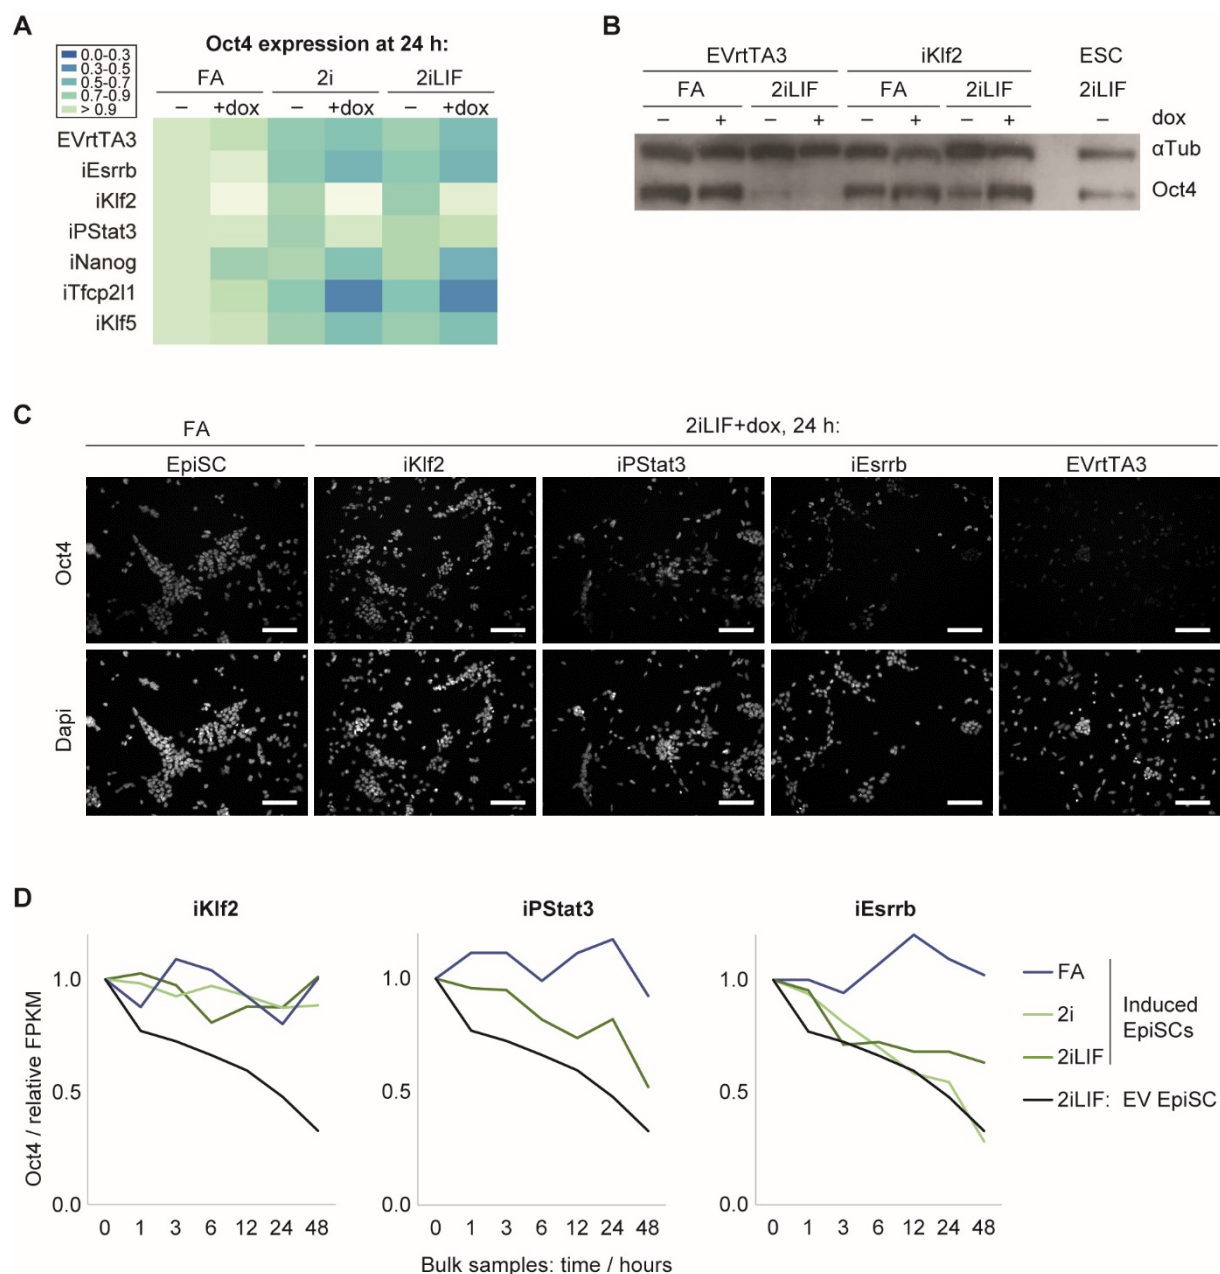 A
Oct4 expression at 24 h:
0.0-0.3
0.3-0.5
0.5-0.7
0.7-0.9
> 0.9
FA 2i 2iLIF
– +dox – +dox – +dox
EVrtTA3
iEsrrb
iKlf2
iPStat3
iNanog
iTfcp2l1
iKlf5
B
EVrtTA3 iKlf2 ESC
FA 2iLIF FA 2iLIF 2iLIF
– + – + – + – + – dox
αTub
Oct4
C
FA 2iLIF+dox, 24 h:
EpiSC iKlf2 iPStat3 iEsrrb EVrtTA3
Oct4
Dapi
D
iKlf2 iPStat3 iEsrrb
Oct4 / relative FPKM
1.0 1.0 1.0
0.5 0.5 0.5
0.0 0.0 0.0
0 1 3 6 12 24 48 0 1 3 6 12 24 48 0 1 3 6 12 24 48
Bulk samples: time / hours
FA
2i
2iLIF
Induced
EpiSCs
2iLIF: EV EpiSC